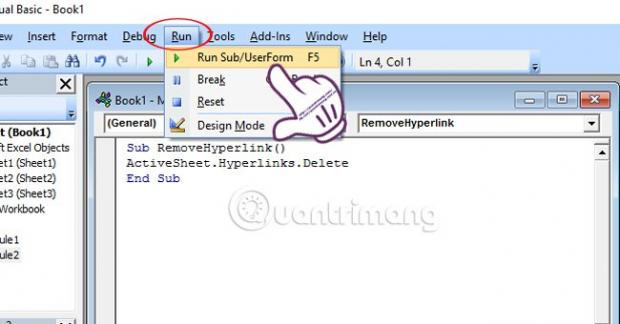 ual Basic - Book1
ew Insert Format Debug Run Tools Add-Ins Window Help
Run Sub/UserForm F5
Ln 4, Col 1
Break
Reset
Design Mode
ct
t (Book1)
ft Excel Objects
et1 (Sheet1)
et2 (Sheet2)
et3 (Sheet3)
Workbook
ule1
ule2
Book1 - M
(General)
RemoveHyperlink
Sub RemoveHyperlink()
ActiveSheet.Hyperlinks.Delete
End Sub
Quantrimang